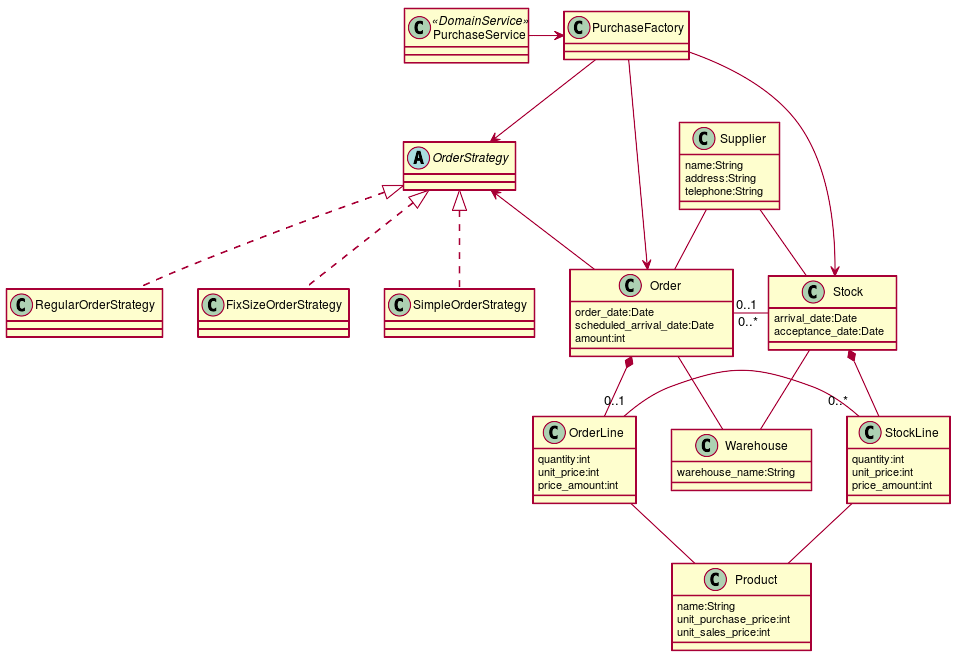 «DomainService»
C
PurchaseService
C
PurchaseFactory
A
OrderStrategy
C
Supplier
name:String
address:String
telephone:String
C
RegularOrderStrategy
C
FixSizeOrderStrategy
C
SimpleOrderStrategy
C
Order
order_date:Date
scheduled_arrival_date:Date
amount:int
0..1
0..*
C
Stock
arrival_date:Date
acceptance_date:Date
0..1
0..*
C
OrderLine
quantity:int
unit_price:int
price_amount:int
C
Warehouse
warehouse_name:String
C
StockLine
quantity:int
unit_price:int
price_amount:int
C
Product
name:String
unit_purchase_price:int
unit_sales_price:int